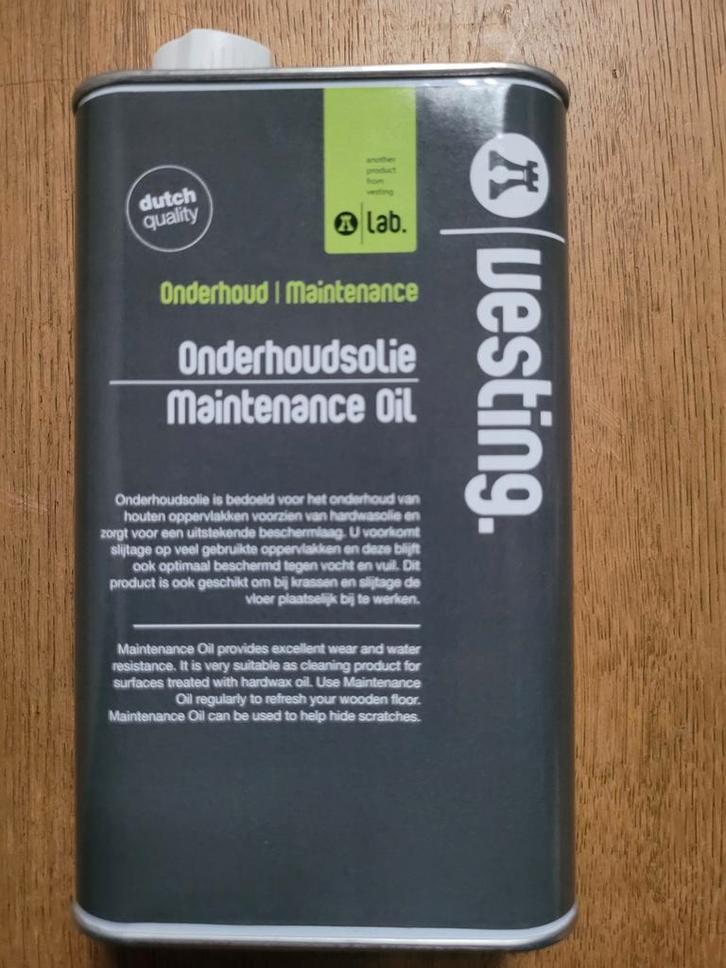 another
product
from
vesting
lab.
dutch
quality
Onderhoud | Maintenance
Onderhoudsolie
Maintenance Oil
vesting.
Onderhoudsolie is bedoeld voor het onderhoud van
houten oppervlakken voorzien van hardwasolie en
zorgt voor een uitstekende beschermlaag. U voorkomt
slijtage op veel gebruikte oppervlakken en deze blijft
ook optimaal beschermd tegen vocht en vuil. Dit
product is ook geschikt om bij krassen en slijtage de
vloer plaatselijk bij te werken.
Maintenance Oil provides excellent wear and water
resistance. It is very suitable as cleaning product for
surfaces treated with hardwax oil. Use Maintenance
Oil regularly to refresh your wooden floor.
Maintenance Oil can be used to help hide scratches.